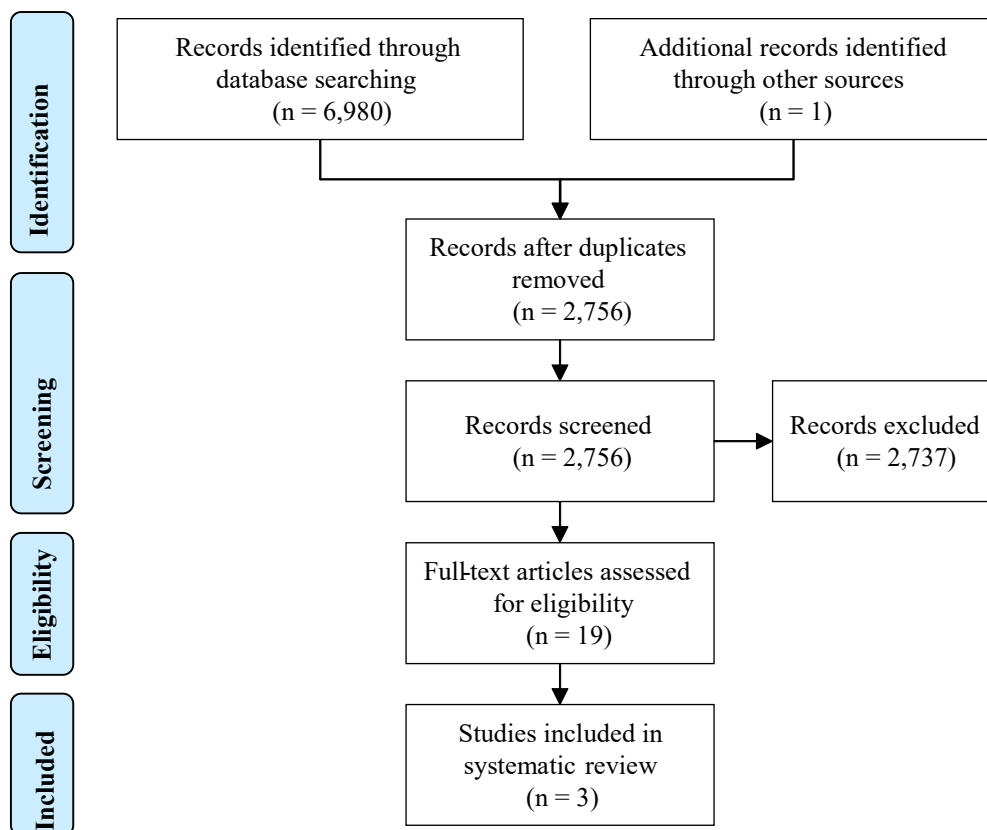 Identification
Records identified through
database searching
(n = 6,980)
Additional records identified
through other sources
(n = 1)
Records after duplicates
removed
(n = 2,756)
Screening
Records screened
(n = 2,756)
Records excluded
(n = 2,737)
Eligibility
Full-text articles assessed
for eligibility
(n = 19)
Included
Studies included in
systematic review
(n = 3)